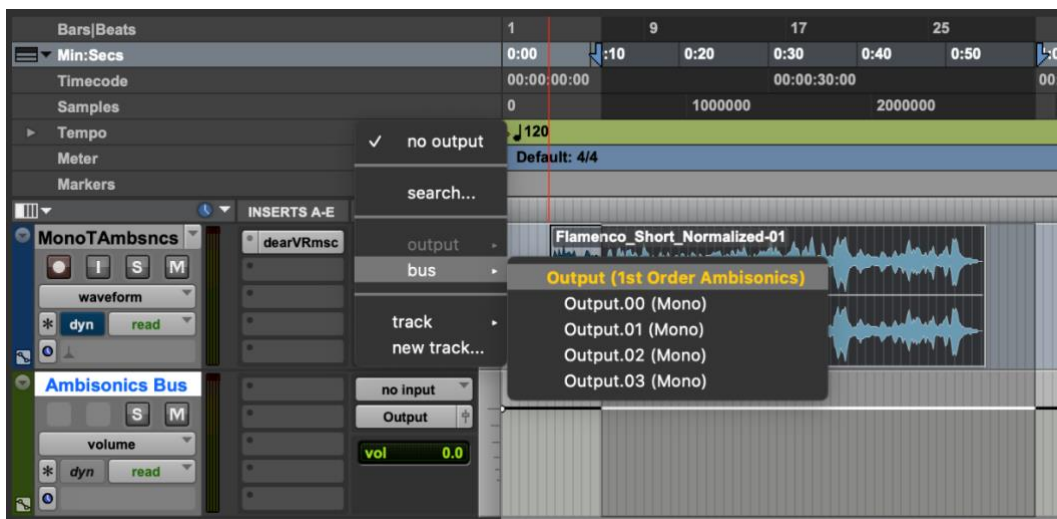 Bars|Beats 1 9 17 25
Min:Secs 0:00 :10 0:20 0:30 0:40 0:50
Timecode 00:00:00:00 00:00:30:00 00
Samples 0 1000000 2000000
Tempo 120
Meter Default: 4/4
Markers
no output
search...
output
bus
track
new track...
INSERTS A-E
MonoTAmbsncs
I S M
waveform
* dyn read
dearVRmsc
Flamenco_Short_Normalized-01
Output (1st Order Ambisonics)
Output.00 (Mono)
Output.01 (Mono)
Output.02 (Mono)
Output.03 (Mono)
Ambisonics Bus
S M
volume
* dyn read
no input
Output
vol 0.0